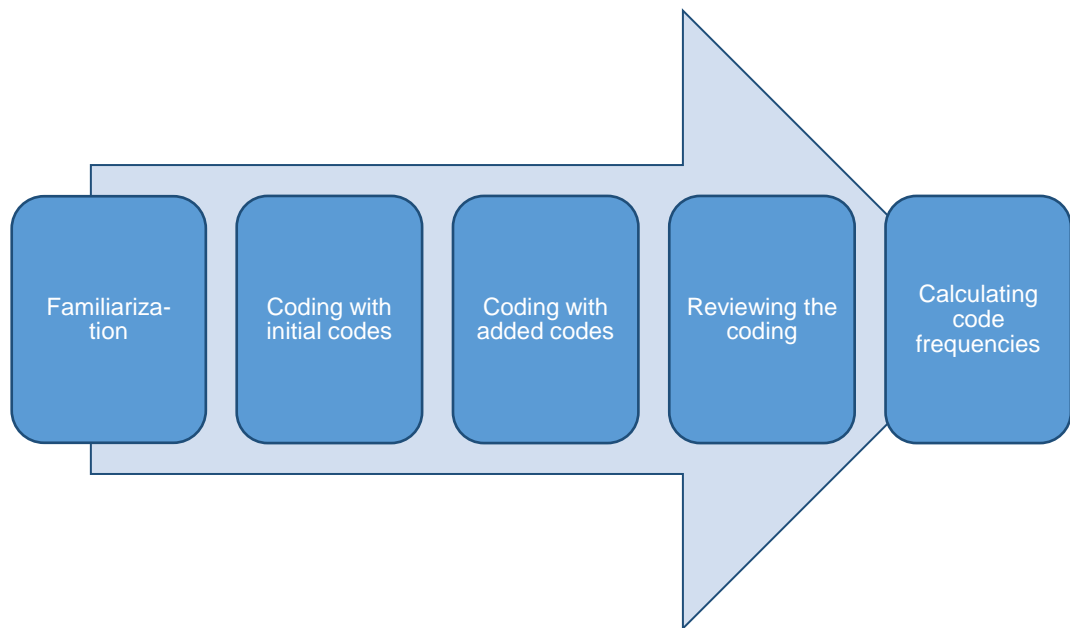 Familiariza-
tion
Coding with
initial codes
Coding with
added codes
Reviewing the
coding
Calculating
code
frequencies